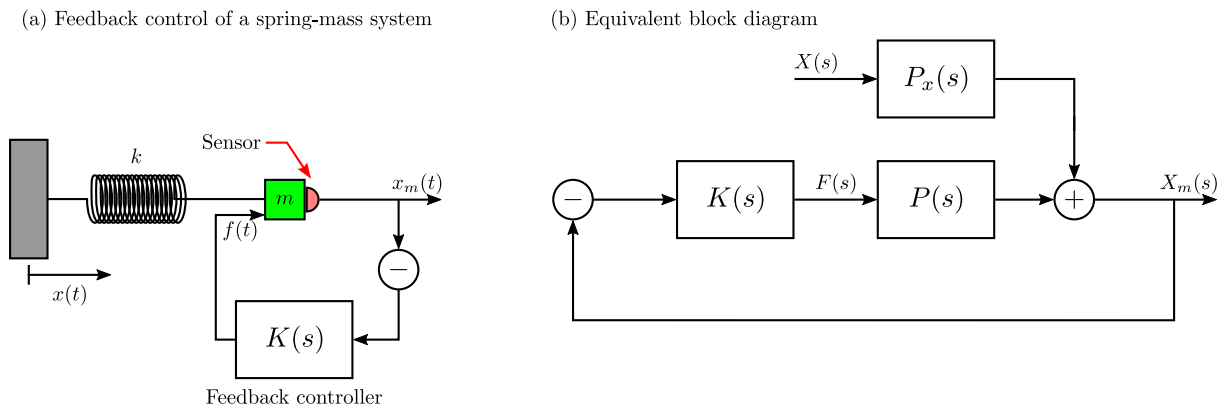 (a) Feedback control of a spring-mass system
k
Sensor
m
x_m(t)
f(t)
x(t)
−
K(s)
Feedback controller
(b) Equivalent block diagram
X(s)
P_x(s)
−
K(s)
F(s)
P(s)
+
X_m(s)